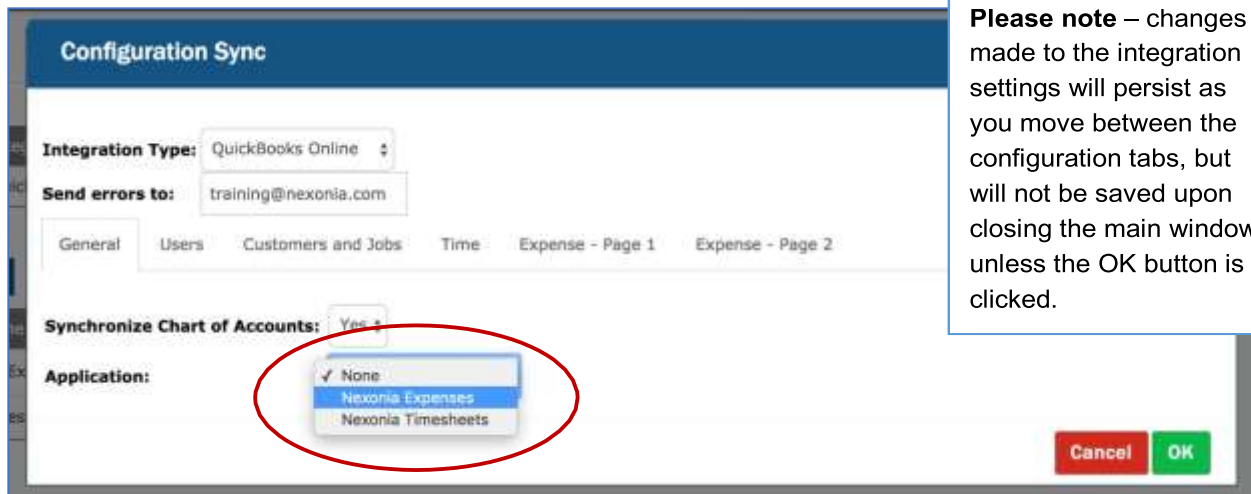 Configuration Sync
Please note – changes
made to the integration
settings will persist as
you move between the
configuration tabs, but
will not be saved upon
closing the main window
unless the OK button is
clicked.
Integration Type: QuickBooks Online
Send errors to: training@nexonia.com
General Users Customers and Jobs Time Expense - Page 1 Expense - Page 2
Synchronize Chart of Accounts: Yes
Application:
✓ None
Nexonia Expenses
Nexonia Timesheets
Cancel OK